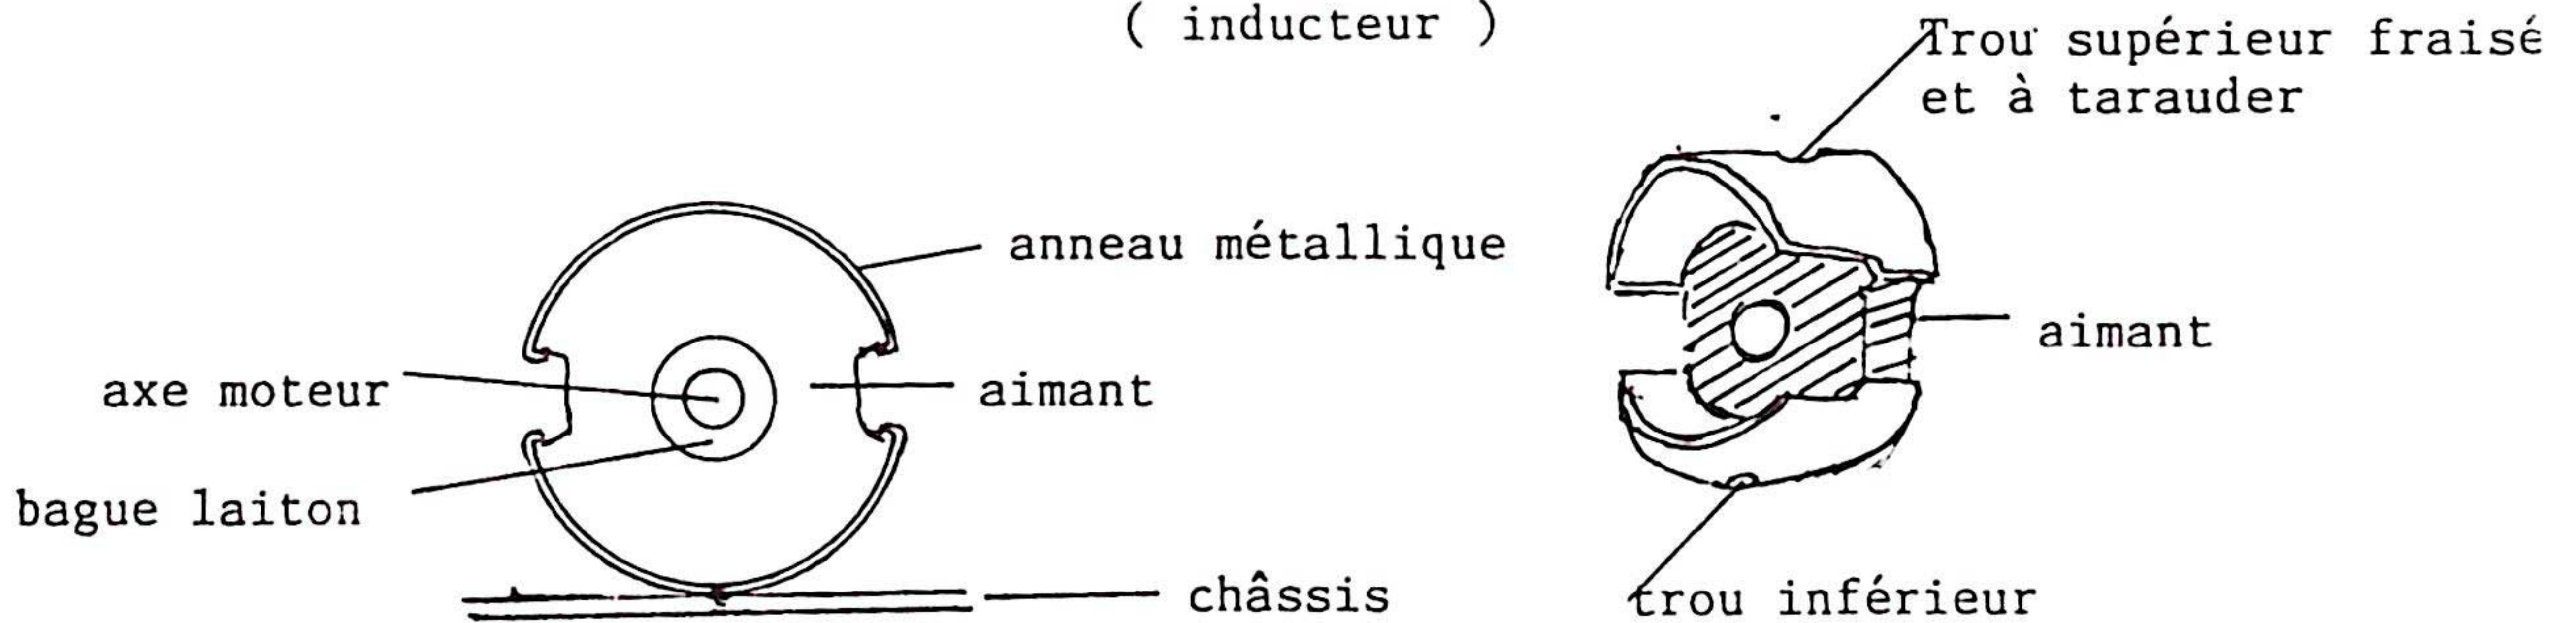 ( inducteur )
Trou supérieur fraisé
et à tarauder
anneau métallique
aimant
axe moteur
aimant
bague laiton
châssis
trou inférieur